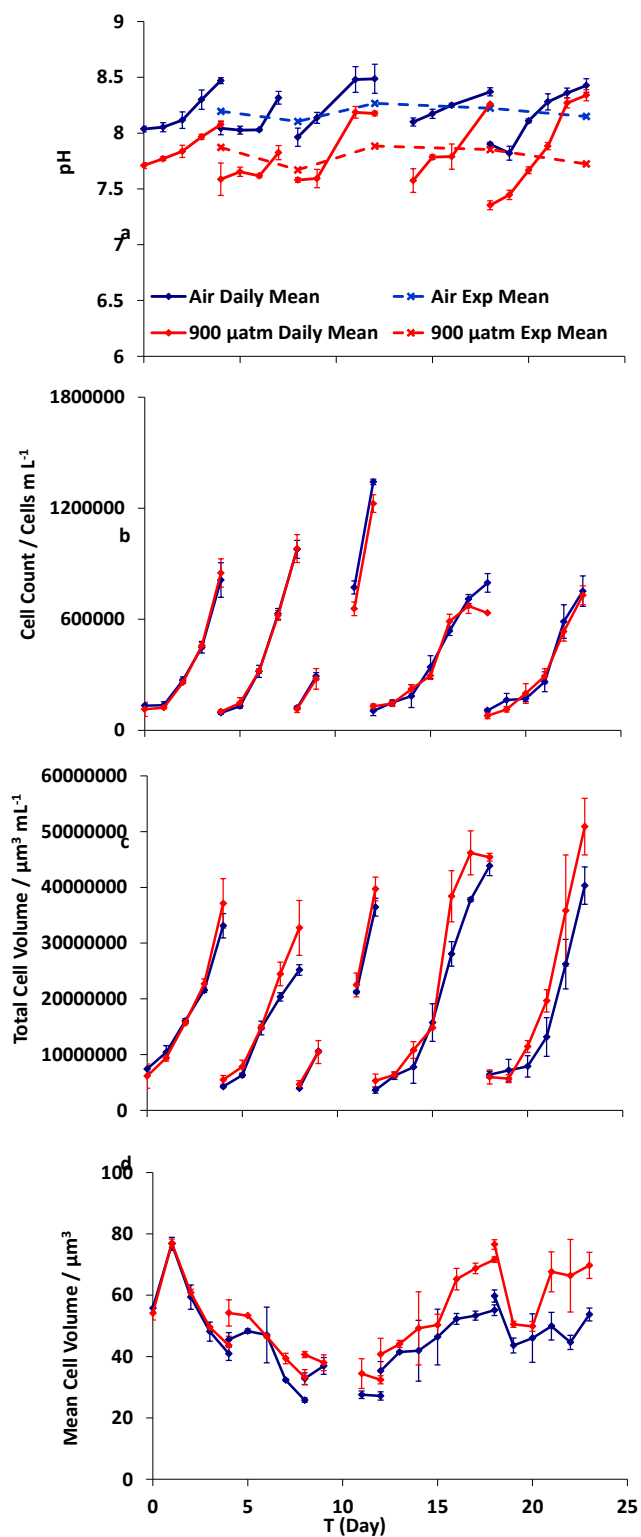 9
8.5
8
7.5
7
6.5
6
pH
a
Air Daily Mean
Air Exp Mean
900 µatm Daily Mean
900 µatm Exp Mean
1800000
1200000
600000
0
Cell Count / Cells m L-1
b
60000000
50000000
40000000
30000000
20000000
10000000
0
Total Cell Volume / µm³ mL-1
c
100
80
60
40
20
0
Mean Cell Volume / µm³
d
0 5 10 15 20 25
T (Day)